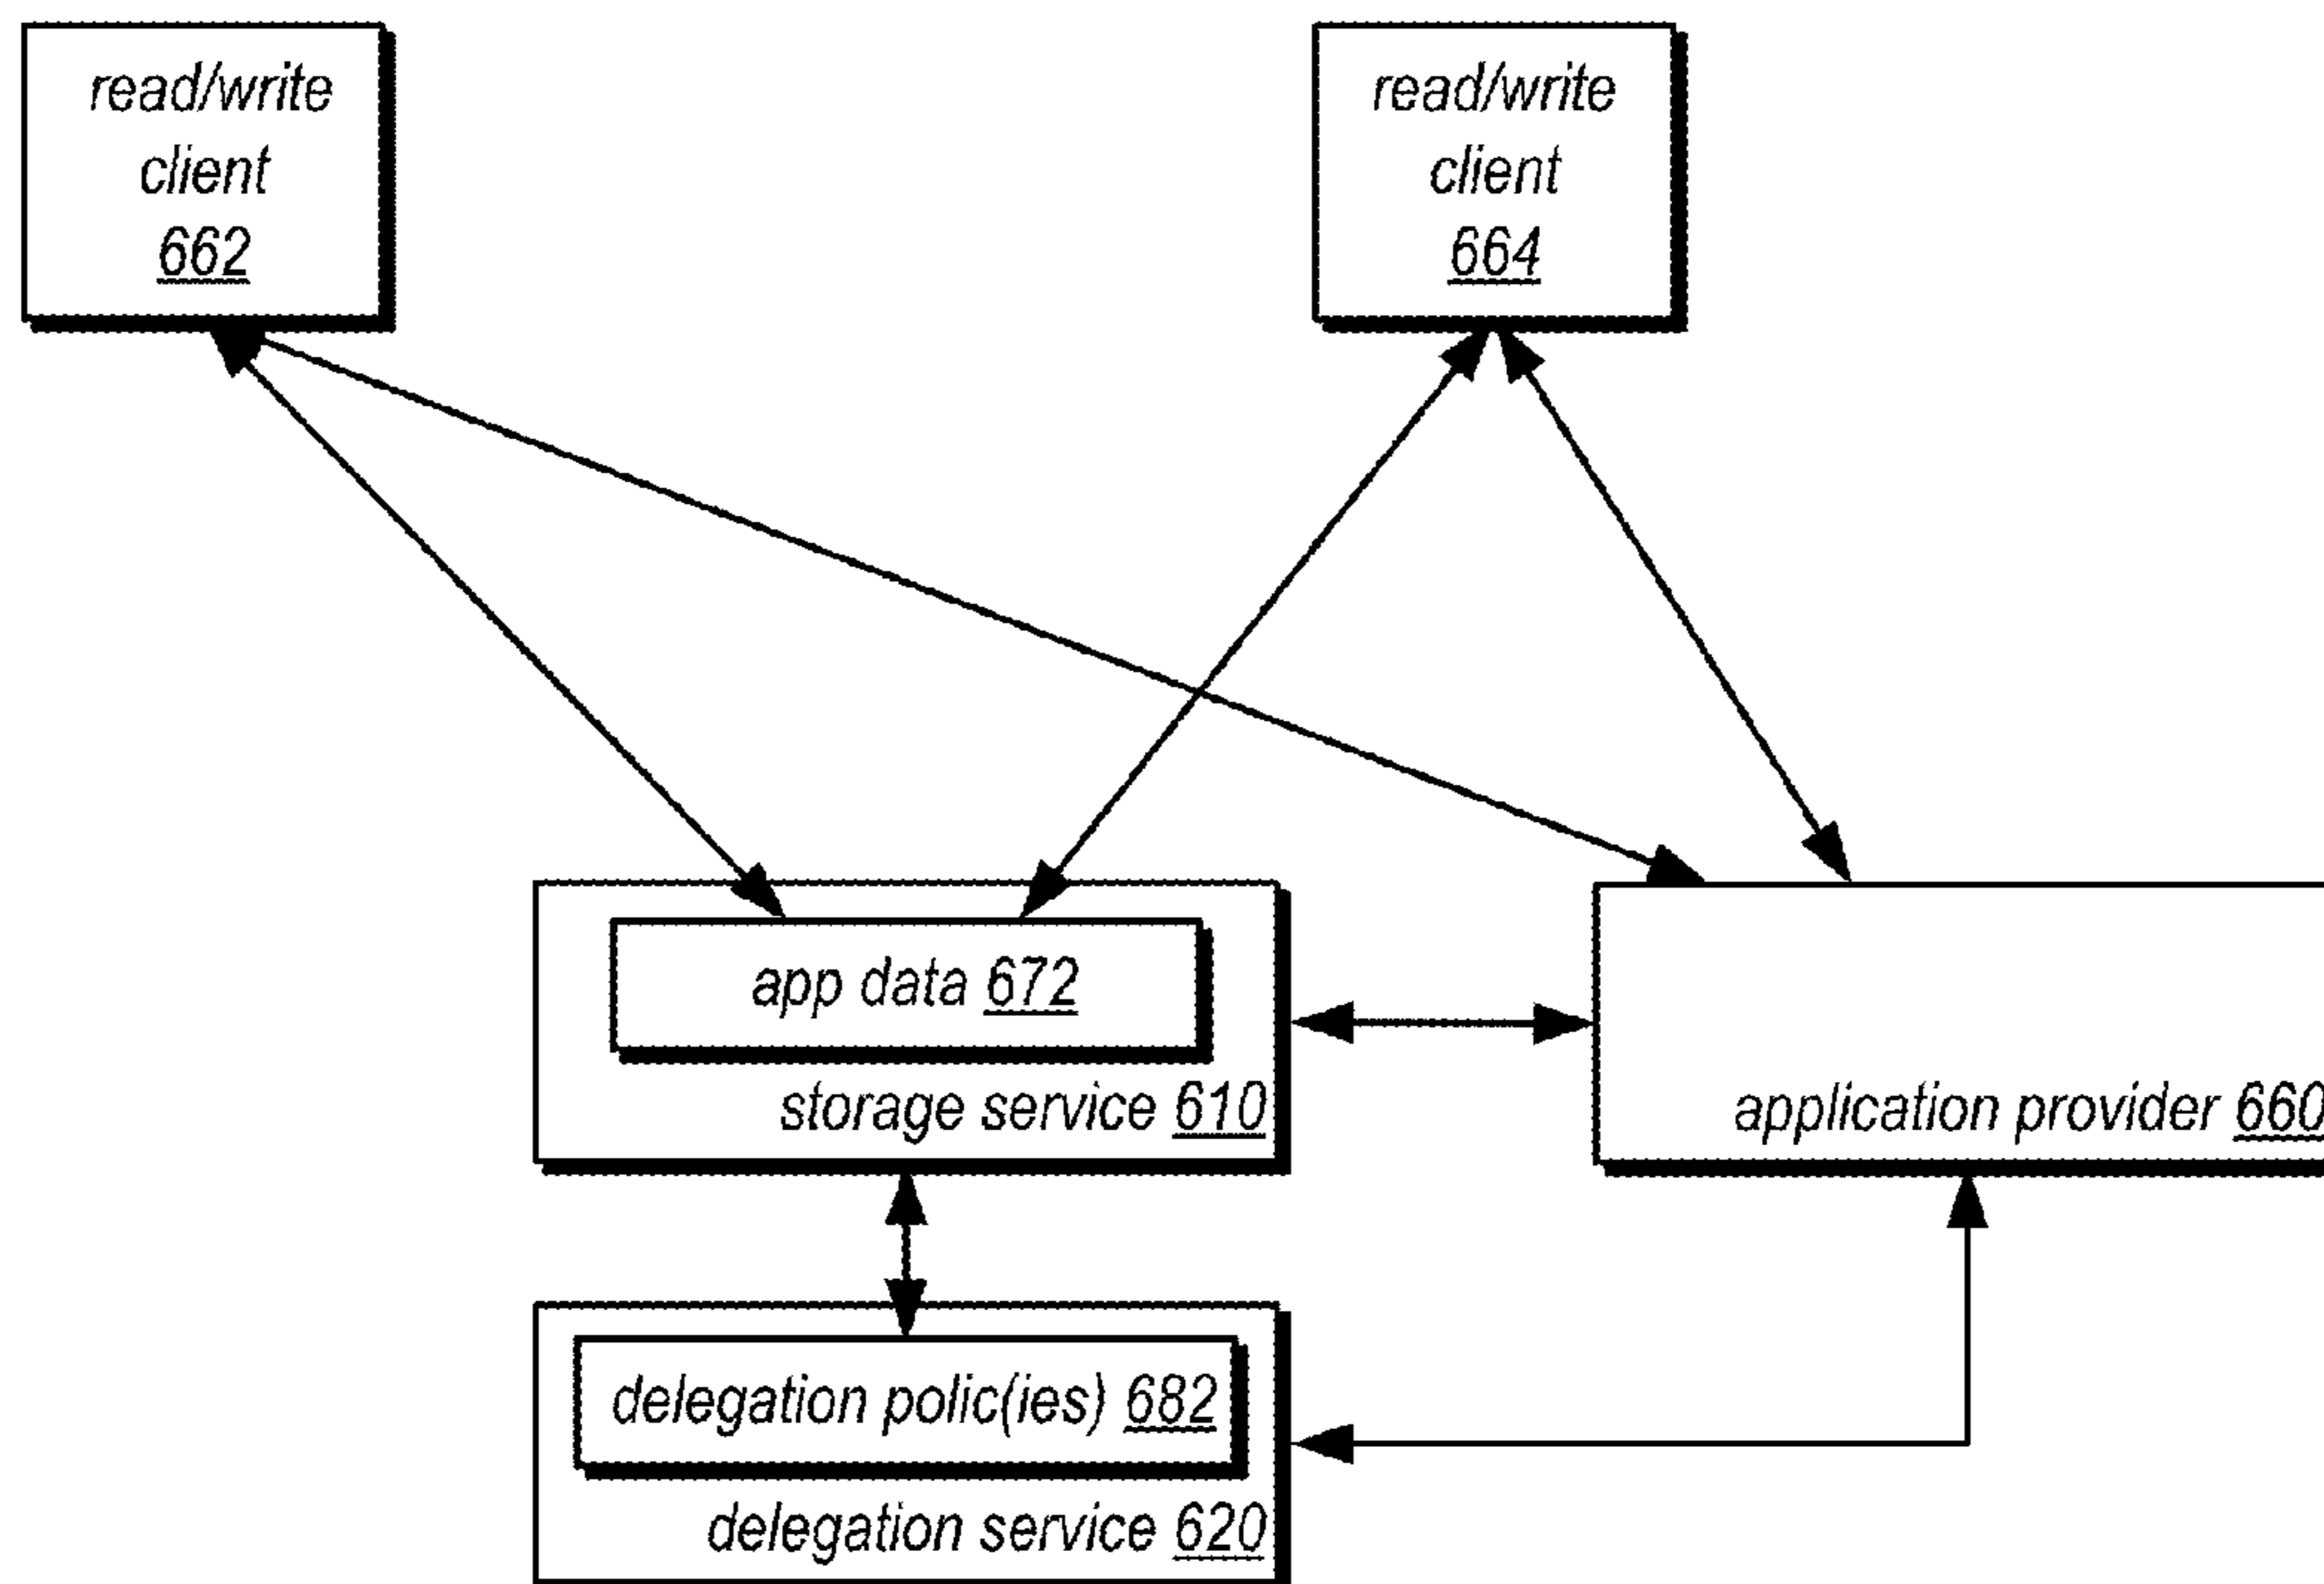 read/write
client
662
read/write
client
664
app data 672
storage service 610
application provider 660
delegation polic(ies) 682
delegation service 620